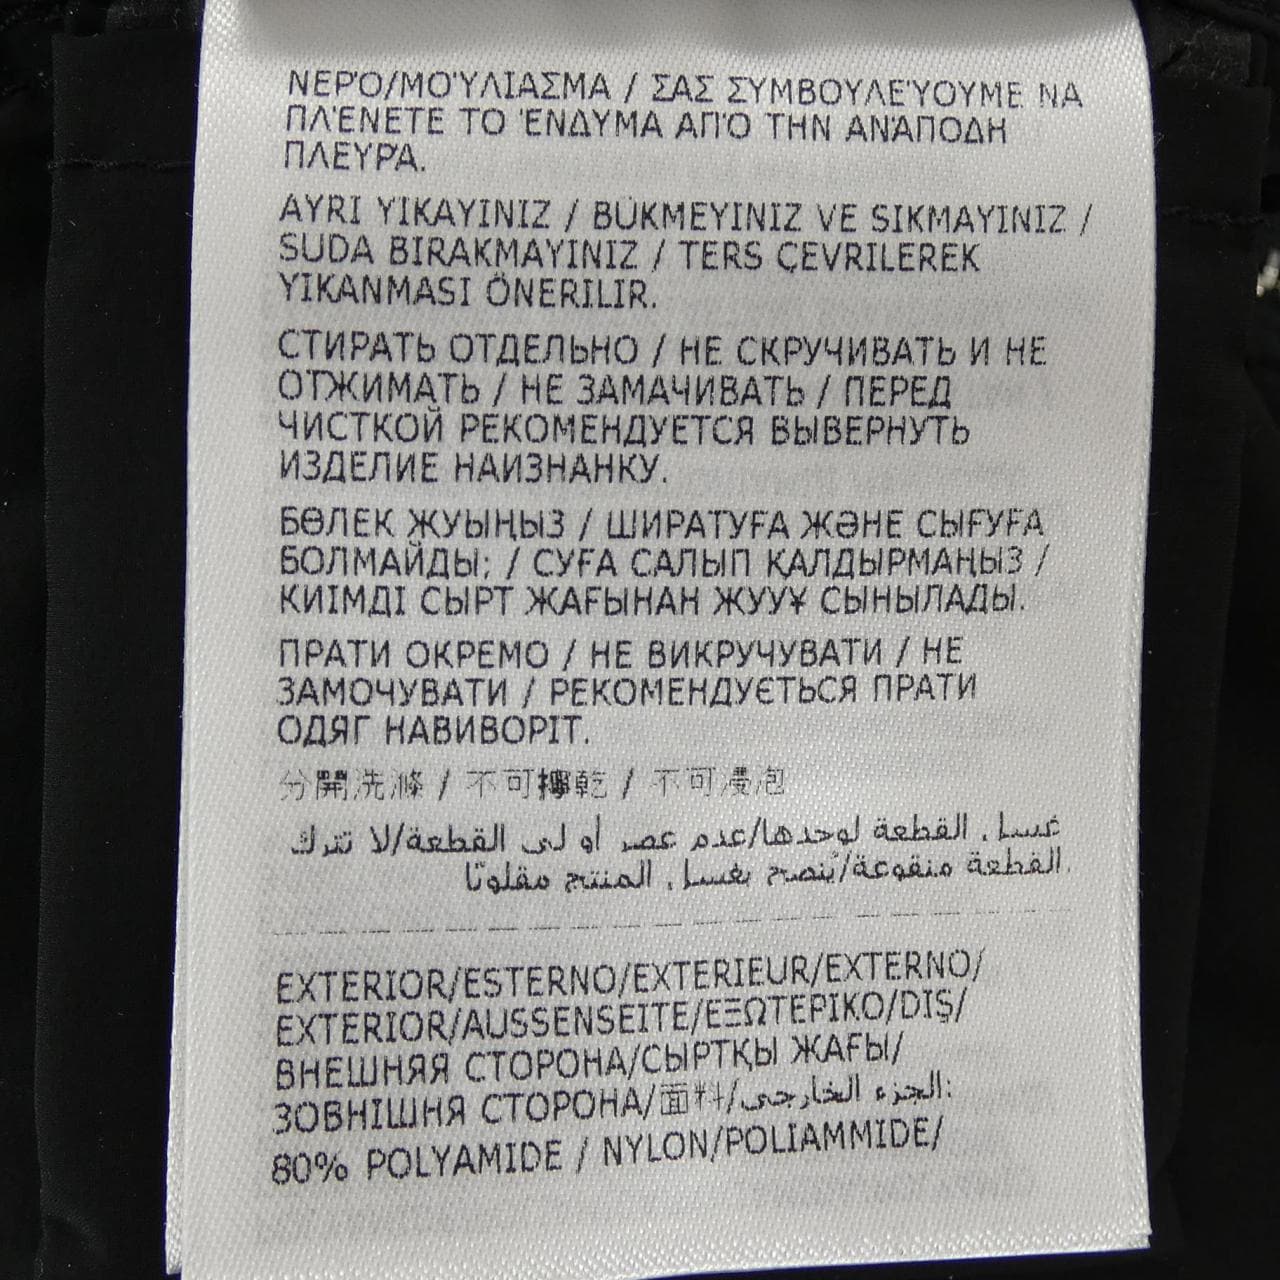 ΝΕΡΌ/ΜΟΎΛΙΑΣΜΑ / ΣΑΣ ΣΥΜΒΟΥΛΕΎΟΥΜΕ ΝΑ
ΠΛΈΝΕΤΕ ΤΟ ΈΝΔΥΜΑ ΑΠΌ ΤΗΝ ΑΝΆΠΟΔΗ
ΠΛΕΥΡΆ.
AYRI YIKAYINIZ / BÜKMEYINIZ VE SIKMAYINIZ /
SUDA BIRAKMAYINIZ / TERS ÇEVRILEREK
YIKANMASI ÖNERILIR.
СТИРАТЬ ОТДЕЛЬНО / НЕ СКРУЧИВАТЬ И НЕ
ОТЖИМАТЬ / НЕ ЗАМАЧИВАТЬ / ПЕРЕД
ЧИСТКОЙ РЕКОМЕНДУЕТСЯ ВЫВЕРНУТЬ
ИЗДЕЛИЕ НАИЗНАНКУ.
БӨЛЕК ЖУЫҢЫЗ / ШИРАТУҒА ЖӘНЕ СЫҒУҒА
БОЛМАЙДЫ; / СУҒА САЛЫП ҚАЛДЫРМАҢЫЗ /
КИІМДІ СЫРТ ЖАҒЫНАН ЖУУҰ СЫНЫЛАДЫ.
ПРАТИ ОКРЕМО / НЕ ВИКРУЧУВАТИ / НЕ
ЗАМОЧУВАТИ / РЕКОМЕНДУЄТЬСЯ ПРАТИ
ОДЯГ НАВИВОРІТ.
分開洗滌 / 不可擰乾 / 不可浸泡
غسل القطعة لوحدها/عدم عصر أو لي القطعة/لا تترك
القطعة منقوعة/يُنصح بغسل المنتج مقلوبًا.
EXTERIOR/ESTERNO/EXTERIEUR/EXTERNO/
EXTERIOR/AUSSENSEITE/ΕΞΩΤΕΡΙΚΟ/DIŞ/
ВНЕШНЯЯ СТОРОНА/СЫРТҚЫ ЖАҒЫ/
ЗОВНІШНЯ СТОРОНА/面料/الجزء الخارجي:
80% POLYAMIDE / NYLON/POLIAMMIDE/